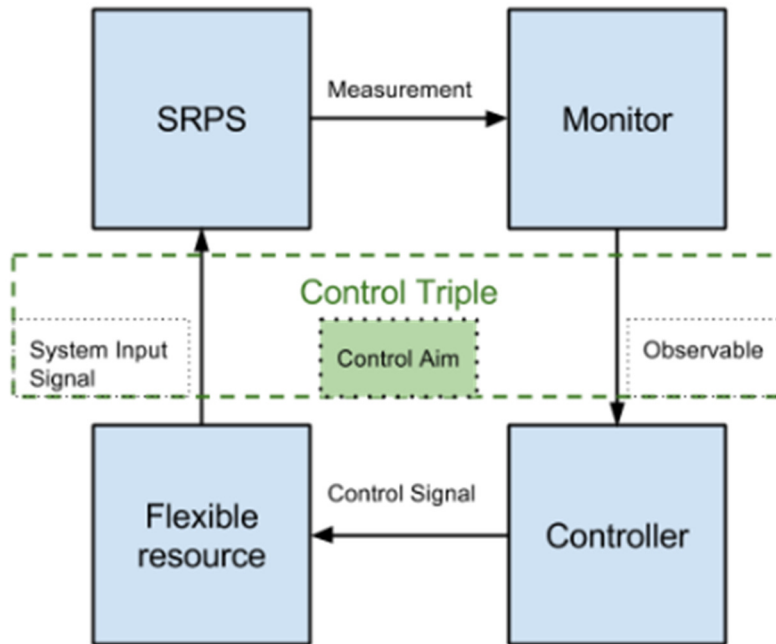 SRPS
Measurement
Monitor
Control Triple
System Input
Signal
Control Aim
Observable
Flexible
resource
Control Signal
Controller